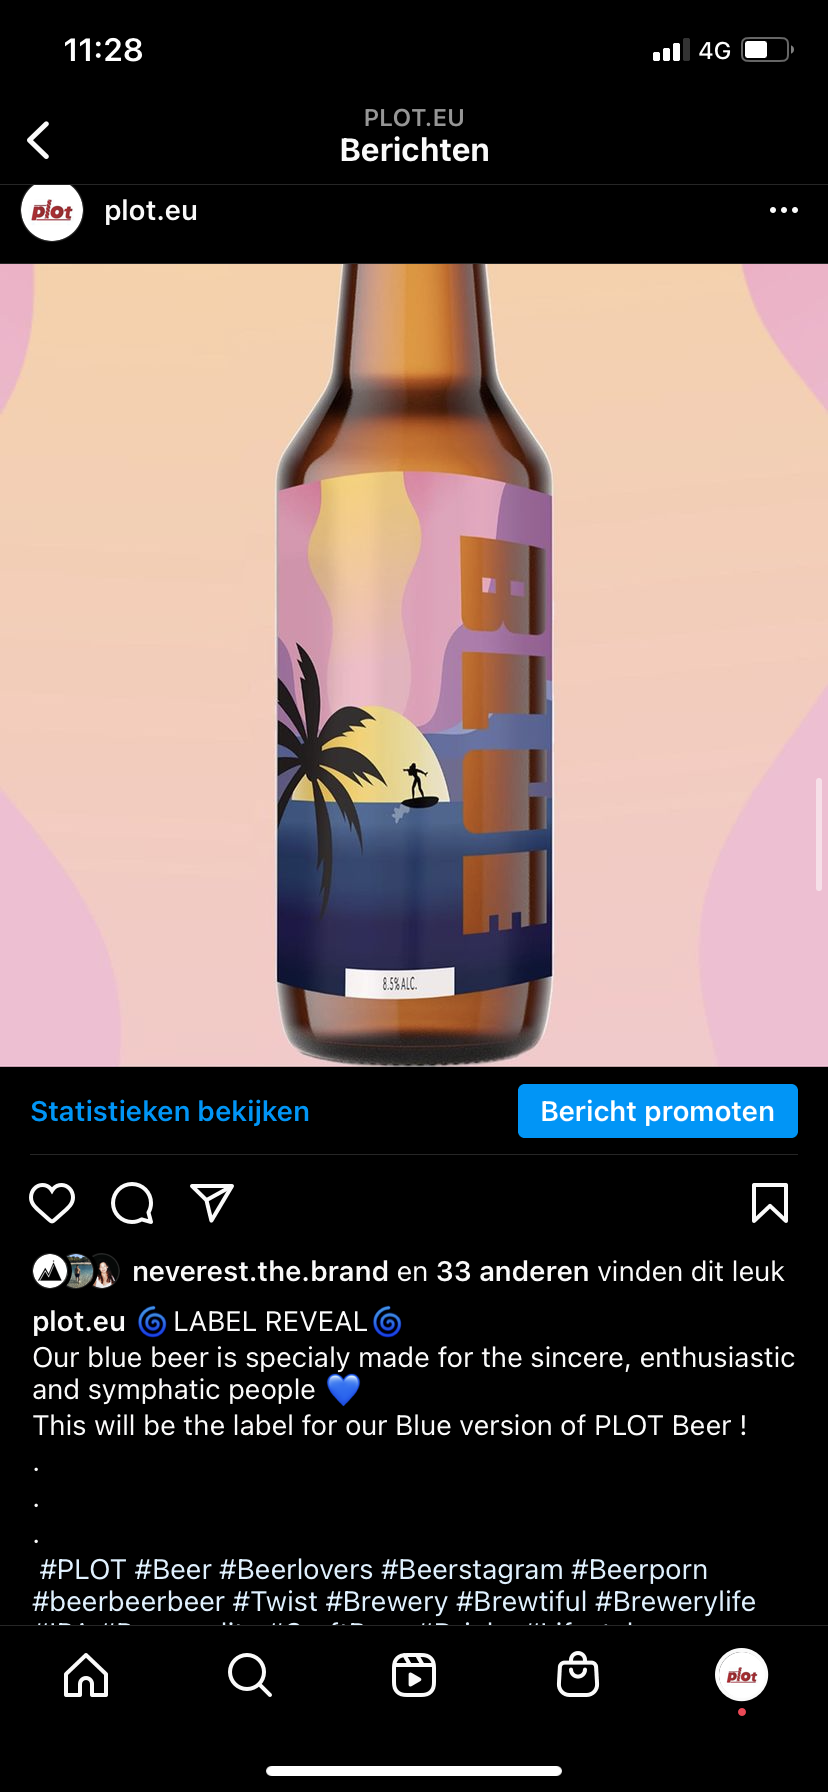 11:28
4G
PLOT.EU
Berichten
plot
plot.eu
BLUE
8.5% ALC.
Statistieken bekijken
Bericht promoten
neverest.the.brand en 33 anderen vinden dit leuk
plot.eu 🌀 LABEL REVEAL🌀
Our blue beer is specialy made for the sincere, enthusiastic
and symphatic people 💙
This will be the label for our Blue version of PLOT Beer !
.
.
.
#PLOT #Beer #Beerlovers #Beerstagram #Beerporn
#beerbeerbeer #Twist #Brewery #Brewtiful #Brewerylife
plot